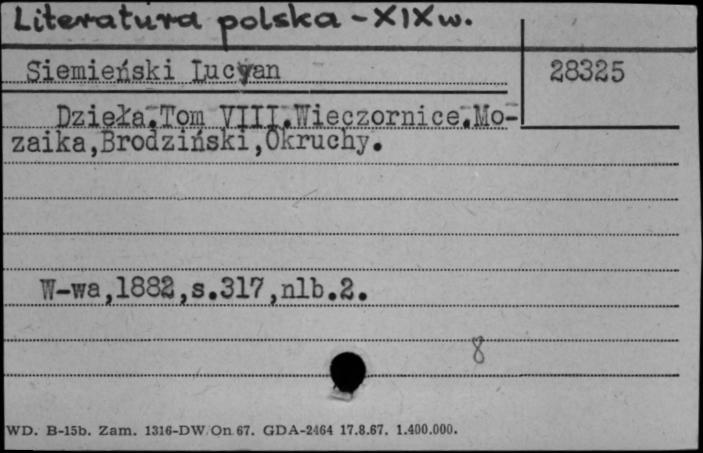 Literatura polska - XIX w.
Siemieński Lucyan
28325
Dzieła.Tom VIII.Wieczornice.Mo-
zaika,Brodziński,Okruchy.
W-wa,1882,s.317,nlb.2.
8
WD. B-15b. Zam. 1316-DW/On 67. GDA-2464 17.8.67. 1.400.000.